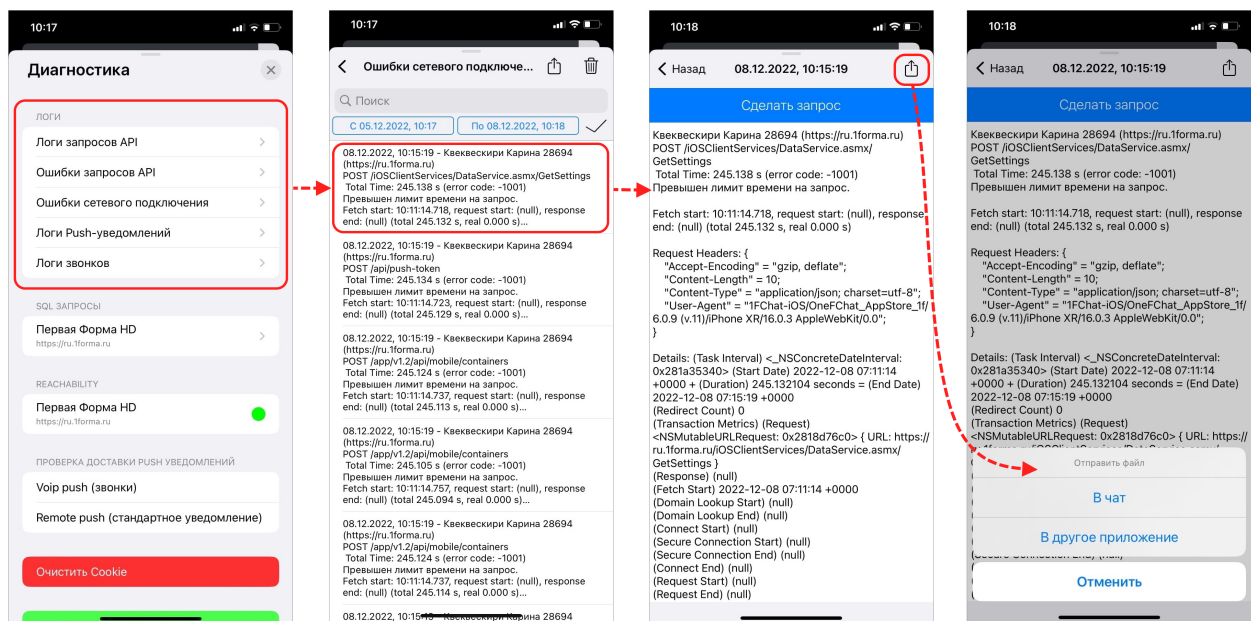 10:17
Диагностика
ЛОГИ
Логи запросов API
Ошибки запросов API
Ошибки сетевого подключения
Логи Push-уведомлений
Логи звонков
SQL ЗАПРОСЫ
Первая Форма HD
https://ru.1forma.ru
REACHABILITY
Первая Форма HD
https://ru.1forma.ru
ПРОВЕРКА ДОСТАВКИ PUSH УВЕДОМЛЕНИЙ
Voip push (звонки)
Remote push (стандартное уведомление)
Очистить Cookie
10:17
Ошибки сетевого подключе...
Поиск
С 05.12.2022, 10:17
По 08.12.2022, 10:18
08.12.2022, 10:15:19 - Квеквескири Карина 28694
(https://ru.1forma.ru)
POST /iOSClientServices/DataService.asmx/GetSettings
Total Time: 245.138 s (error code: -1001)
Превышен лимит времени на запрос.
Fetch start: 10:11:14.718, request start: (null), response
end: (null) (total 245.132 s, real 0.000 s)...
08.12.2022, 10:15:19 - Квеквескири Карина 28694
(https://ru.1forma.ru)
POST /api/push-token
Total Time: 245.134 s (error code: -1001)
Превышен лимит времени на запрос.
Fetch start: 10:11:14.723, request start: (null), response
end: (null) (total 245.129 s, real 0.000 s)...
08.12.2022, 10:15:19 - Квеквескири Карина 28694
(https://ru.1forma.ru)
POST /app/v1.2/api/mobile/containers
Total Time: 245.124 s (error code: -1001)
Превышен лимит времени на запрос.
Fetch start: 10:11:14.737, request start: (null), response
end: (null) (total 245.113 s, real 0.000 s)...
08.12.2022, 10:15:19 - Квеквескири Карина 28694
(https://ru.1forma.ru)
POST /app/v1.2/api/mobile/containers
Total Time: 245.105 s (error code: -1001)
Превышен лимит времени на запрос.
Fetch start: 10:11:14.757, request start: (null), response
end: (null) (total 245.094 s, real 0.000 s)...
08.12.2022, 10:15:19 - Квеквескири Карина 28694
(https://ru.1forma.ru)
POST /app/v1.2/api/mobile/containers
Total Time: 245.124 s (error code: -1001)
Превышен лимит времени на запрос.
Fetch start: 10:11:14.737, request start: (null), response
end: (null) (total 245.114 s, real 0.000 s)...
08.12.2022, Карина 28694
10:18
Назад
08.12.2022, 10:15:19
Сделать запрос
Квеквескири Карина 28694 (https://ru.1forma.ru)
POST /iOSClientServices/DataService.asmx/
GetSettings
Total Time: 245.138 s (error code: -1001)
Превышен лимит времени на запрос.
Fetch start: 10:11:14.718, request start: (null), response
end: (null) (total 245.132 s, real 0.000 s)
Request Headers: {
"Accept-Encoding" = "gzip, deflate";
"Content-Length" = 10;
"Content-Type" = "application/json; charset=utf-8";
"User-Agent" = "1FChat-iOS/OneFChat_AppStore_1f/
6.0.9 (v.11)/iPhone XR/16.0.3 AppleWebKit/0.0";
}
Details: (Task Interval) <_NSConcreteDateInterval:
0x281a35340> (Start Date) 2022-12-08 07:11:14
+0000 + (Duration) 245.132104 seconds = (End Date)
2022-12-08 07:15:19 +0000
(Redirect Count) 0
(Transaction Metrics) (Request)
<NSMutableURLRequest: 0x2818d76c0> { URL: https://
ru.1forma.ru/iOSClientServices/DataService.asmx/
GetSettings }
(Response) (null)
(Fetch Start) 2022-12-08 07:11:14 +0000
(Domain Lookup Start) (null)
(Domain Lookup End) (null)
(Connect Start) (null)
(Secure Connection Start) (null)
(Secure Connection End) (null)
(Connect End) (null)
(Request Start) (null)
(Request End) (null)
10:18
Назад
08.12.2022, 10:15:19
Сделать запрос
Квеквескири Карина 28694 (https://ru.1forma.ru)
POST /iOSClientServices/DataService.asmx/
GetSettings
Total Time: 245.138 s (error code: -1001)
Превышен лимит времени на запрос.
Fetch start: 10:11:14.718, request start: (null), response
end: (null) (total 245.132 s, real 0.000 s)
Request Headers: {
"Accept-Encoding" = "gzip, deflate";
"Content-Length" = 10;
"Content-Type" = "application/json; charset=utf-8";
"User-Agent" = "1FChat-iOS/OneFChat_AppStore_1f/
6.0.9 (v.11)/iPhone XR/16.0.3 AppleWebKit/0.0";
}
Details: (Task Interval) <_NSConcreteDateInterval:
0x281a35340> (Start Date) 2022-12-08 07:11:14
+0000 + (Duration) 245.132104 seconds = (End Date)
2022-12-08 07:15:19 +0000
(Redirect Count) 0
(Transaction Metrics) (Request)
<NSMutableURLRequest: 0x2818d76c0> { URL: https://
Отправить файл
В чат
В другое приложение
Отменить